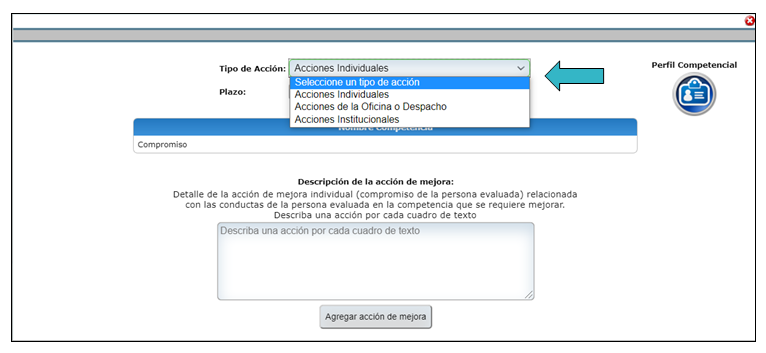 Tipo de Acción: Acciones Individuales
Perfil Competencial
Seleccione un tipo de acción
Plazo: Acciones Individuales
Acciones de la Oficina o Despacho
Acciones Institucionales
Nombre Competencia
Compromiso
Descripción de la acción de mejora:
Detalle de la acción de mejora individual (compromiso de la persona evaluada) relacionada
con las conductas de la persona evaluada en la competencia que se requiere mejorar.
Describa una acción por cada cuadro de texto
Describa una acción por cada cuadro de texto
Agregar acción de mejora